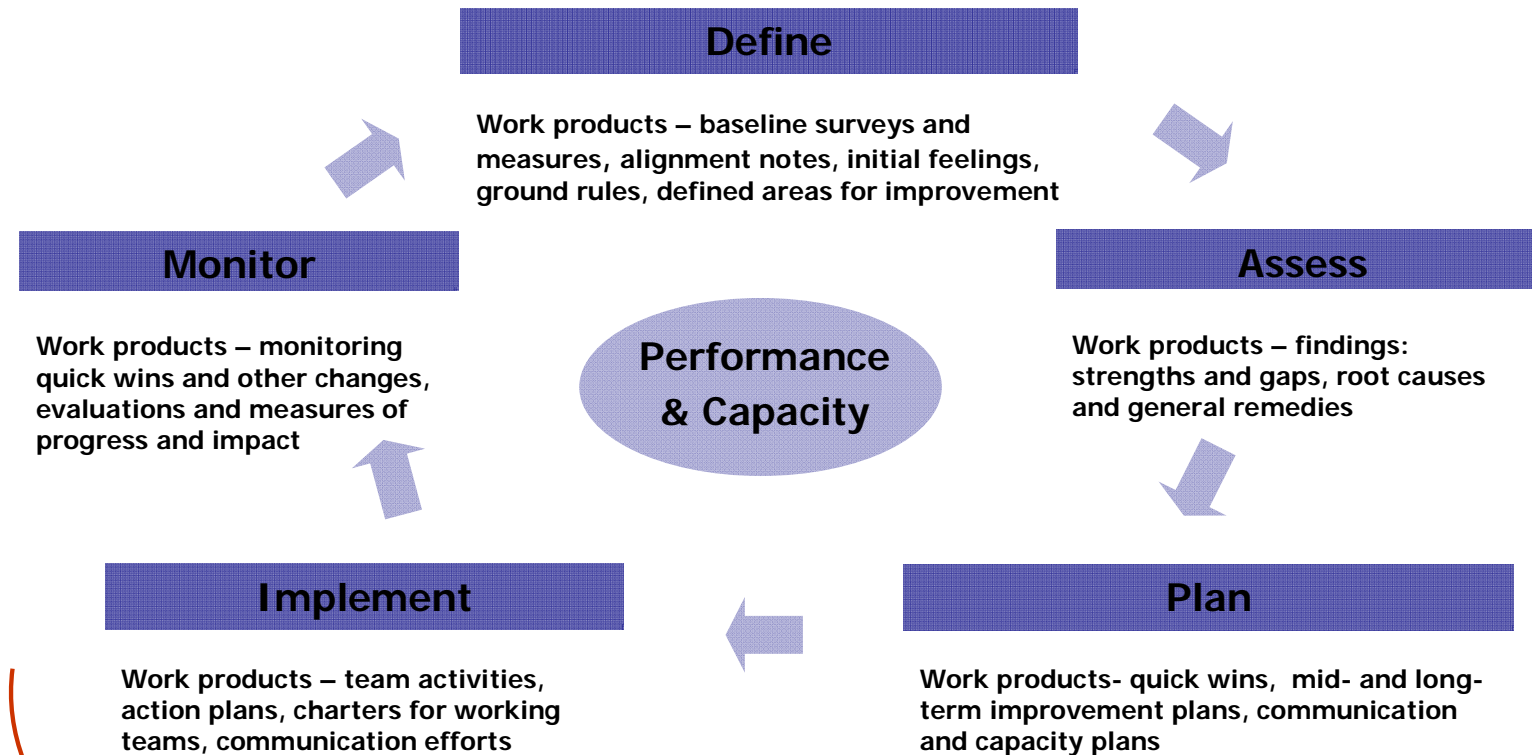 Define
Work products – baseline surveys and
measures, alignment notes, initial feelings,
ground rules, defined areas for improvement
Assess
Work products – findings:
strengths and gaps, root causes
and general remedies
Plan
Work products- quick wins,  mid- and long-
term improvement plans, communication
and capacity plans
Implement
Work products – team activities,
action plans, charters for working
teams, communication efforts
Monitor
Work products – monitoring
quick wins and other changes,
evaluations and measures of
progress and impact
Performance
& Capacity